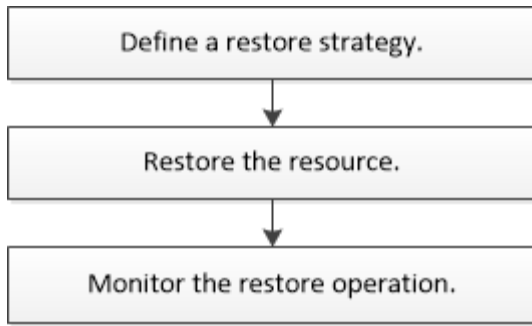 Define a restore strategy.
Restore the resource.
Monitor the restore operation.